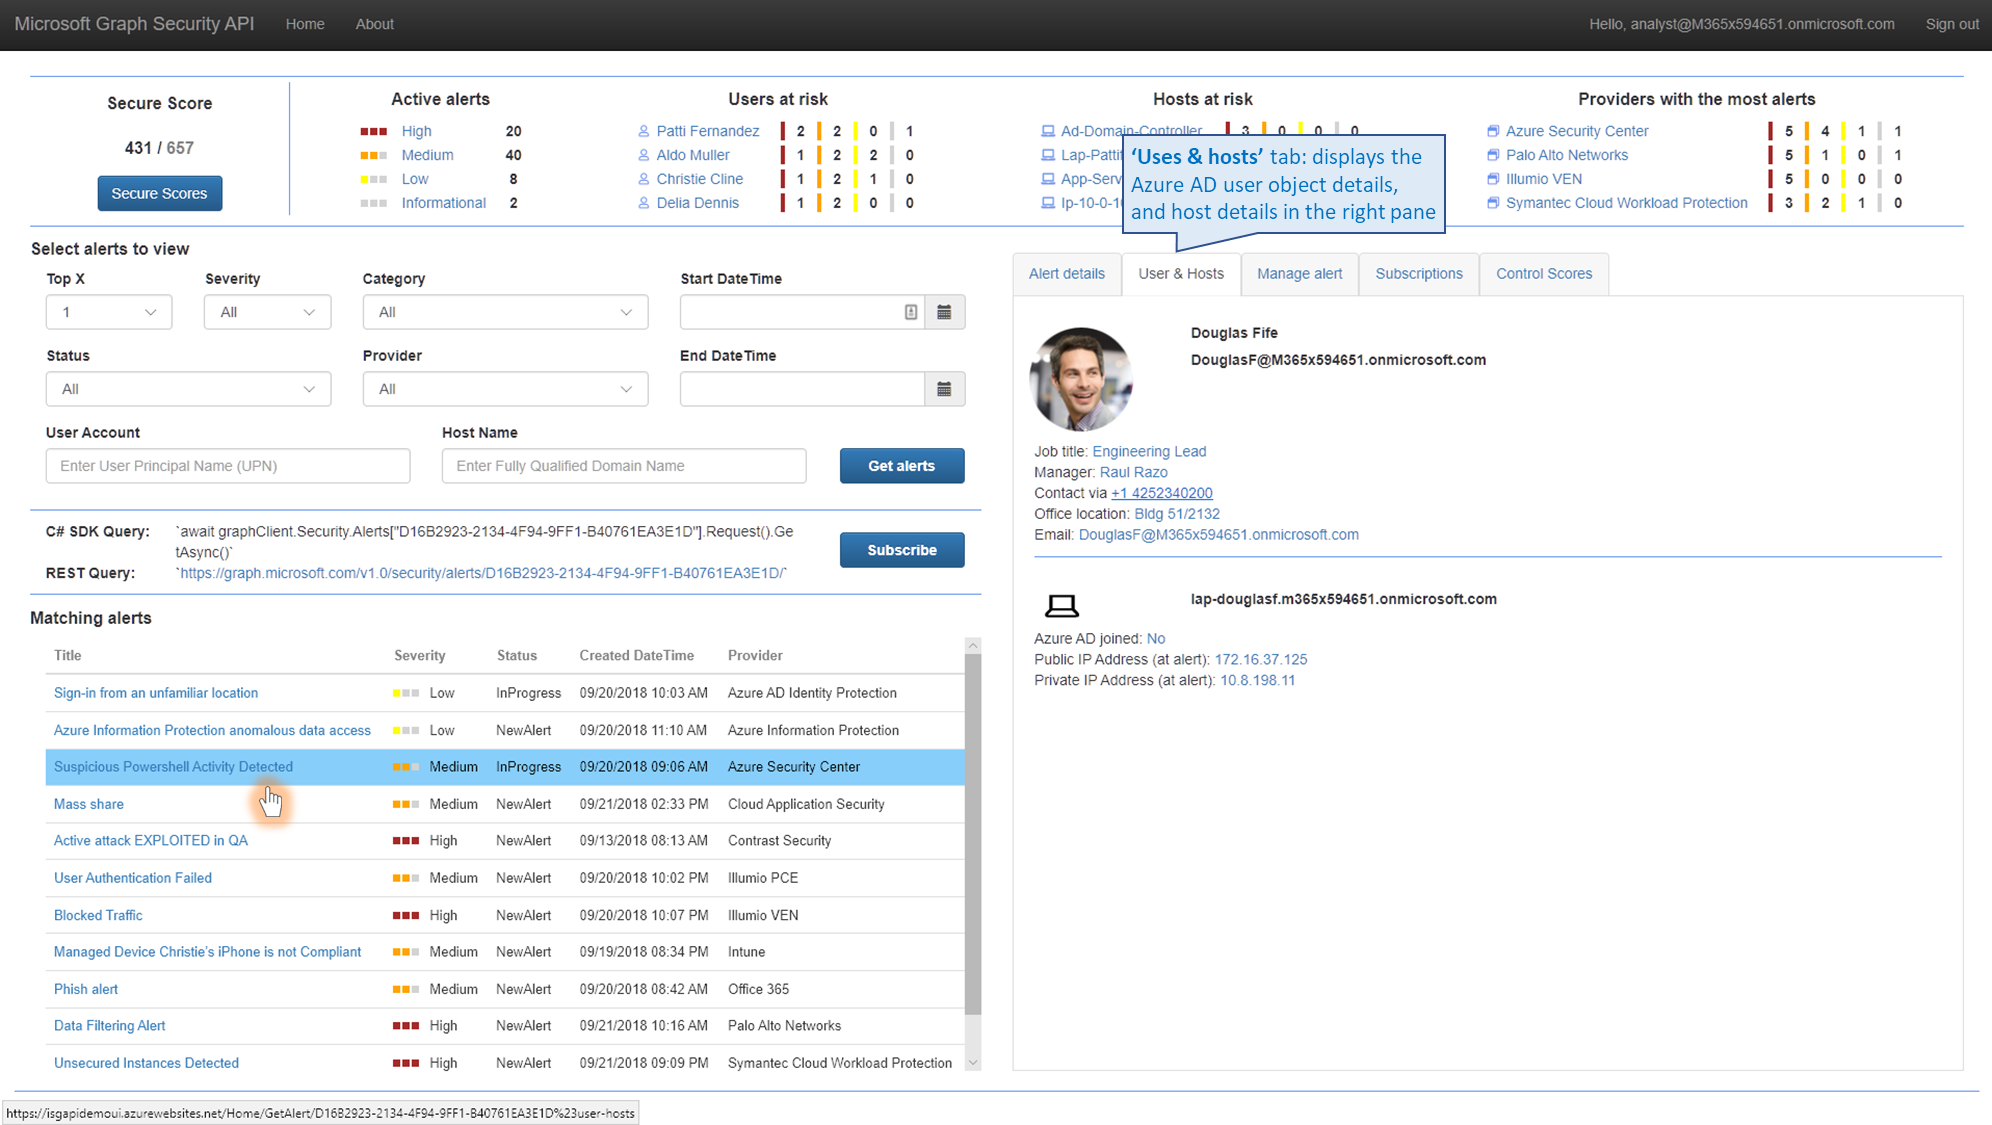 Microsoft Graph Security API Home About Hello, analyst@M365x594651.onmicrosoft.com Sign out
Secure Score
431 / 657
Secure Scores
Active alerts
High 20
Medium 40
Low 8
Informational 2
Users at risk
Patti Fernandez 2 2 0 1
Aldo Muller 1 2 2 0
Christie Cline 1 2 1 0
Delia Dennis 1 2 0 0
Hosts at risk
Ad-Domain-Controller 3 0 0 0
Lap-Patti
App-Serv
Ip-10-0-10
‘Uses & hosts’ tab: displays the
Azure AD user object details,
and host details in the right pane
Providers with the most alerts
Azure Security Center 5 4 1 1
Palo Alto Networks 5 1 0 1
Illumio VEN 5 0 0 0
Symantec Cloud Workload Protection 3 2 1 0
Select alerts to view
Top X Severity Category Start DateTime
1 All All
Status Provider End DateTime
All All
User Account Host Name
Enter User Principal Name (UPN) Enter Fully Qualified Domain Name Get alerts
C# SDK Query: `await graphClient.Security.Alerts["D16B2923-2134-4F94-9FF1-B40761EA3E1D"].Request().Ge
tAsync()`
Subscribe
REST Query: `https://graph.microsoft.com/v1.0/security/alerts/D16B2923-2134-4F94-9FF1-B40761EA3E1D/`
Matching alerts
Title Severity Status Created DateTime Provider
Sign-in from an unfamiliar location Low InProgress 09/20/2018 10:03 AM Azure AD Identity Protection
Azure Information Protection anomalous data access Low NewAlert 09/20/2018 11:10 AM Azure Information Protection
Suspicious Powershell Activity Detected Medium InProgress 09/20/2018 09:06 AM Azure Security Center
Mass share Medium NewAlert 09/21/2018 02:33 PM Cloud Application Security
Active attack EXPLOITED in QA High NewAlert 09/13/2018 08:13 AM Contrast Security
User Authentication Failed Medium NewAlert 09/20/2018 10:02 PM Illumio PCE
Blocked Traffic High NewAlert 09/20/2018 10:07 PM Illumio VEN
Managed Device Christie's iPhone is not Compliant Medium NewAlert 09/19/2018 08:34 PM Intune
Phish alert Medium NewAlert 09/20/2018 08:42 AM Office 365
Data Filtering Alert High NewAlert 09/21/2018 10:16 AM Palo Alto Networks
Unsecured Instances Detected High NewAlert 09/21/2018 09:09 PM Symantec Cloud Workload Protection
Alert details User & Hosts Manage alert Subscriptions Control Scores
Douglas Fife
DouglasF@M365x594651.onmicrosoft.com
Job title: Engineering Lead
Manager: Raul Razo
Contact via +1 4252340200
Office location: Bldg 51/2132
Email: DouglasF@M365x594651.onmicrosoft.com
lap-douglasf.m365x594651.onmicrosoft.com
Azure AD joined: No
Public IP Address (at alert): 172.16.37.125
Private IP Address (at alert): 10.8.198.11
https://isgapidemoui.azurewebsites.net/Home/GetAlert/D16B2923-2134-4F94-9FF1-B40761EA3E1D%23user-hosts